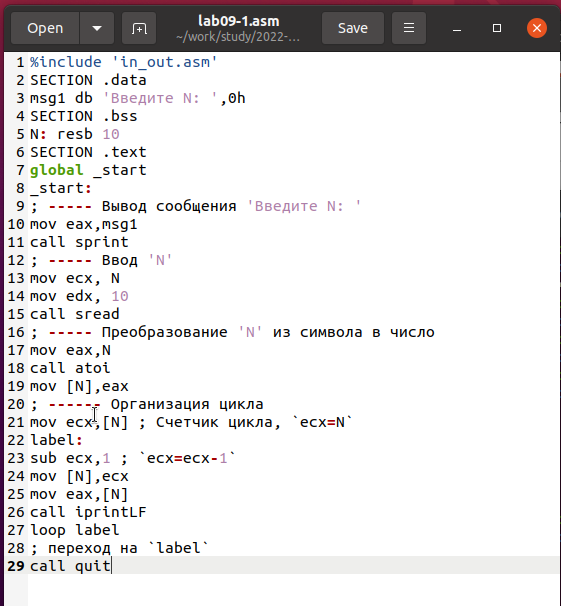 Open
lab09-1.asm
~/work/study/2022-...
Save
1 %include 'in_out.asm'
2 SECTION .data
3 msg1 db 'Введите N: ',0h
4 SECTION .bss
5 N: resb 10
6 SECTION .text
7 global _start
8 _start:
9 ; ----- Вывод сообщения 'Введите N: '
10 mov eax,msg1
11 call sprint
12 ; ----- Ввод 'N'
13 mov ecx, N
14 mov edx, 10
15 call sread
16 ; ----- Преобразование 'N' из символа в число
17 mov eax,N
18 call atoi
19 mov [N],eax
20 ; ------ Организация цикла
21 mov ecx,[N] ; Счетчик цикла, `ecx=N`
22 label:
23 sub ecx,1 ; `ecx=ecx-1`
24 mov [N],ecx
25 mov eax,[N]
26 call iprintLF
27 loop label
28 ; переход на `label`
29 call quit